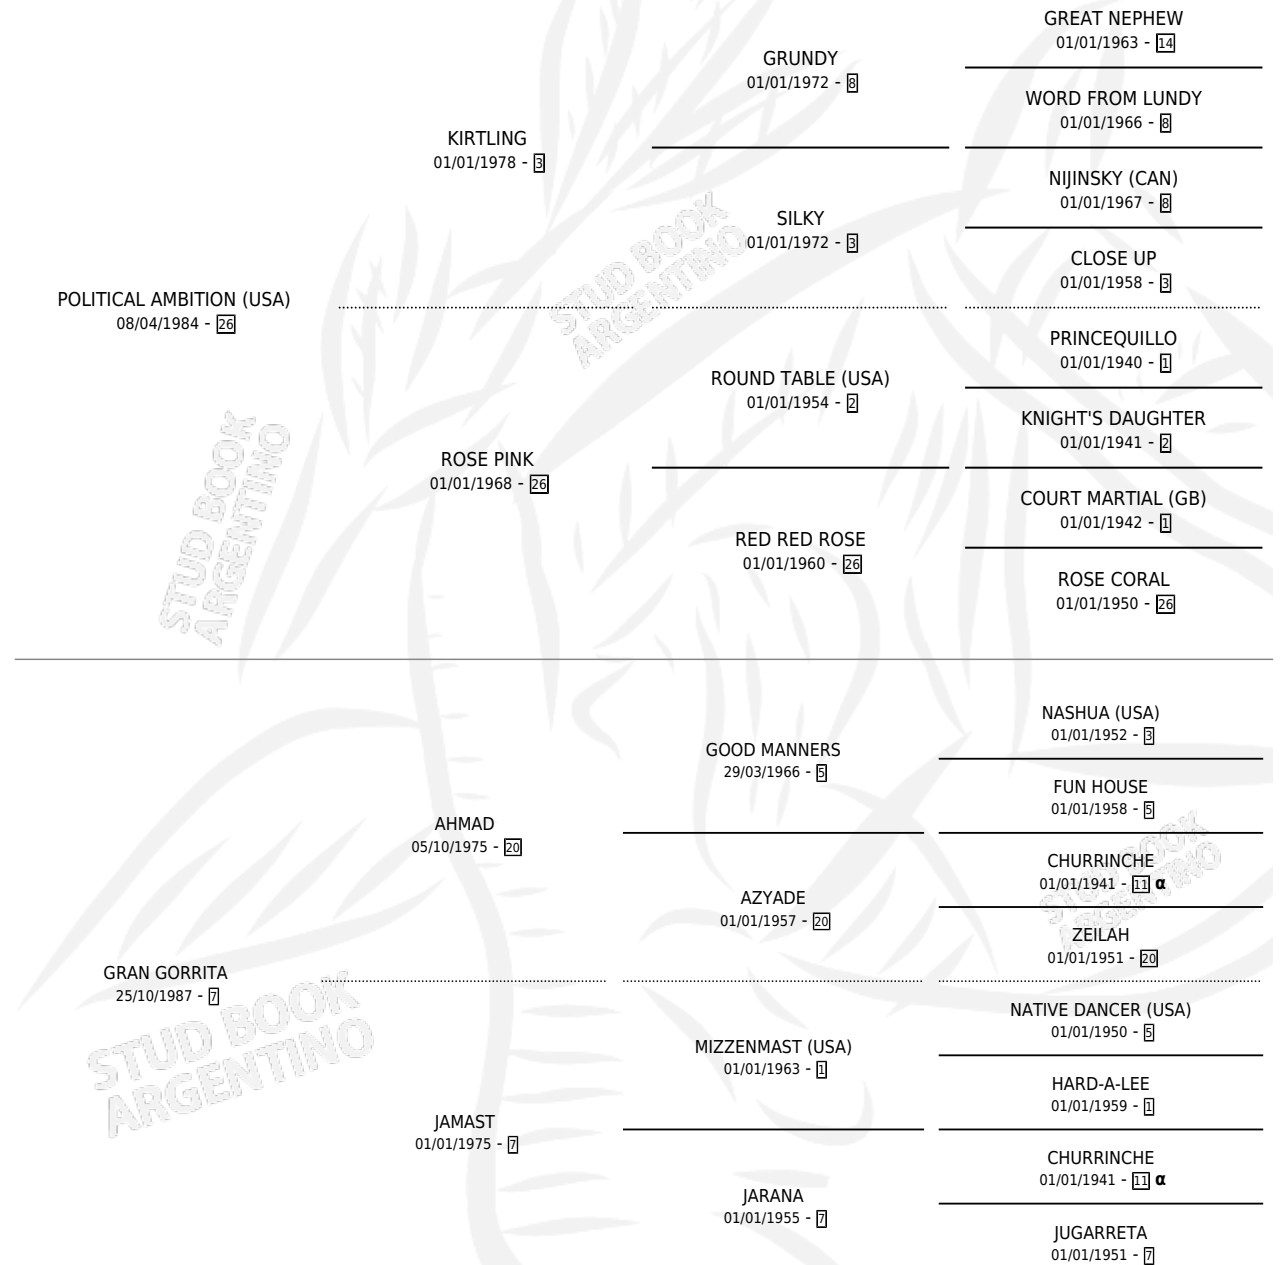 GREAT NEPHEW
01/01/1963 - 14
GRUNDY
01/01/1972 - 8
WORD FROM LUNDY
01/01/1966 - 8
KIRTLING
01/01/1978 - 3
NIJINSKY (CAN)
01/01/1967 - 8
SILKY
01/01/1972 - 3
CLOSE UP
01/01/1958 - 3
POLITICAL AMBITION (USA)
08/04/1984 - 26
PRINCEQUILLO
01/01/1940 - 1
ROUND TABLE (USA)
01/01/1954 - 2
KNIGHT'S DAUGHTER
01/01/1941 - 2
ROSE PINK
01/01/1968 - 26
COURT MARTIAL (GB)
01/01/1942 - 1
RED RED ROSE
01/01/1960 - 26
ROSE CORAL
01/01/1950 - 26
NASHUA (USA)
01/01/1952 - 3
GOOD MANNERS
29/03/1966 - 5
FUN HOUSE
01/01/1958 - 5
AHMAD
05/10/1975 - 20
CHURRINCHE
01/01/1941 - 11 α
AZYADE
01/01/1957 - 20
ZEILAH
01/01/1951 - 20
GRAN GORRITA
25/10/1987 - 7
NATIVE DANCER (USA)
01/01/1950 - 5
MIZZENMAST (USA)
01/01/1963 - 1
HARD-A-LEE
01/01/1959 - 1
JAMAST
01/01/1975 - 7
CHURRINCHE
01/01/1941 - 11 α
JARANA
01/01/1955 - 7
JUGARRETA
01/01/1951 - 7
STUD BOOK
ARGENTINO
STUD BOOK
ARGENTINO
STUD BOOK
ARGENTINO
STUD BOOK
ARGENTINO